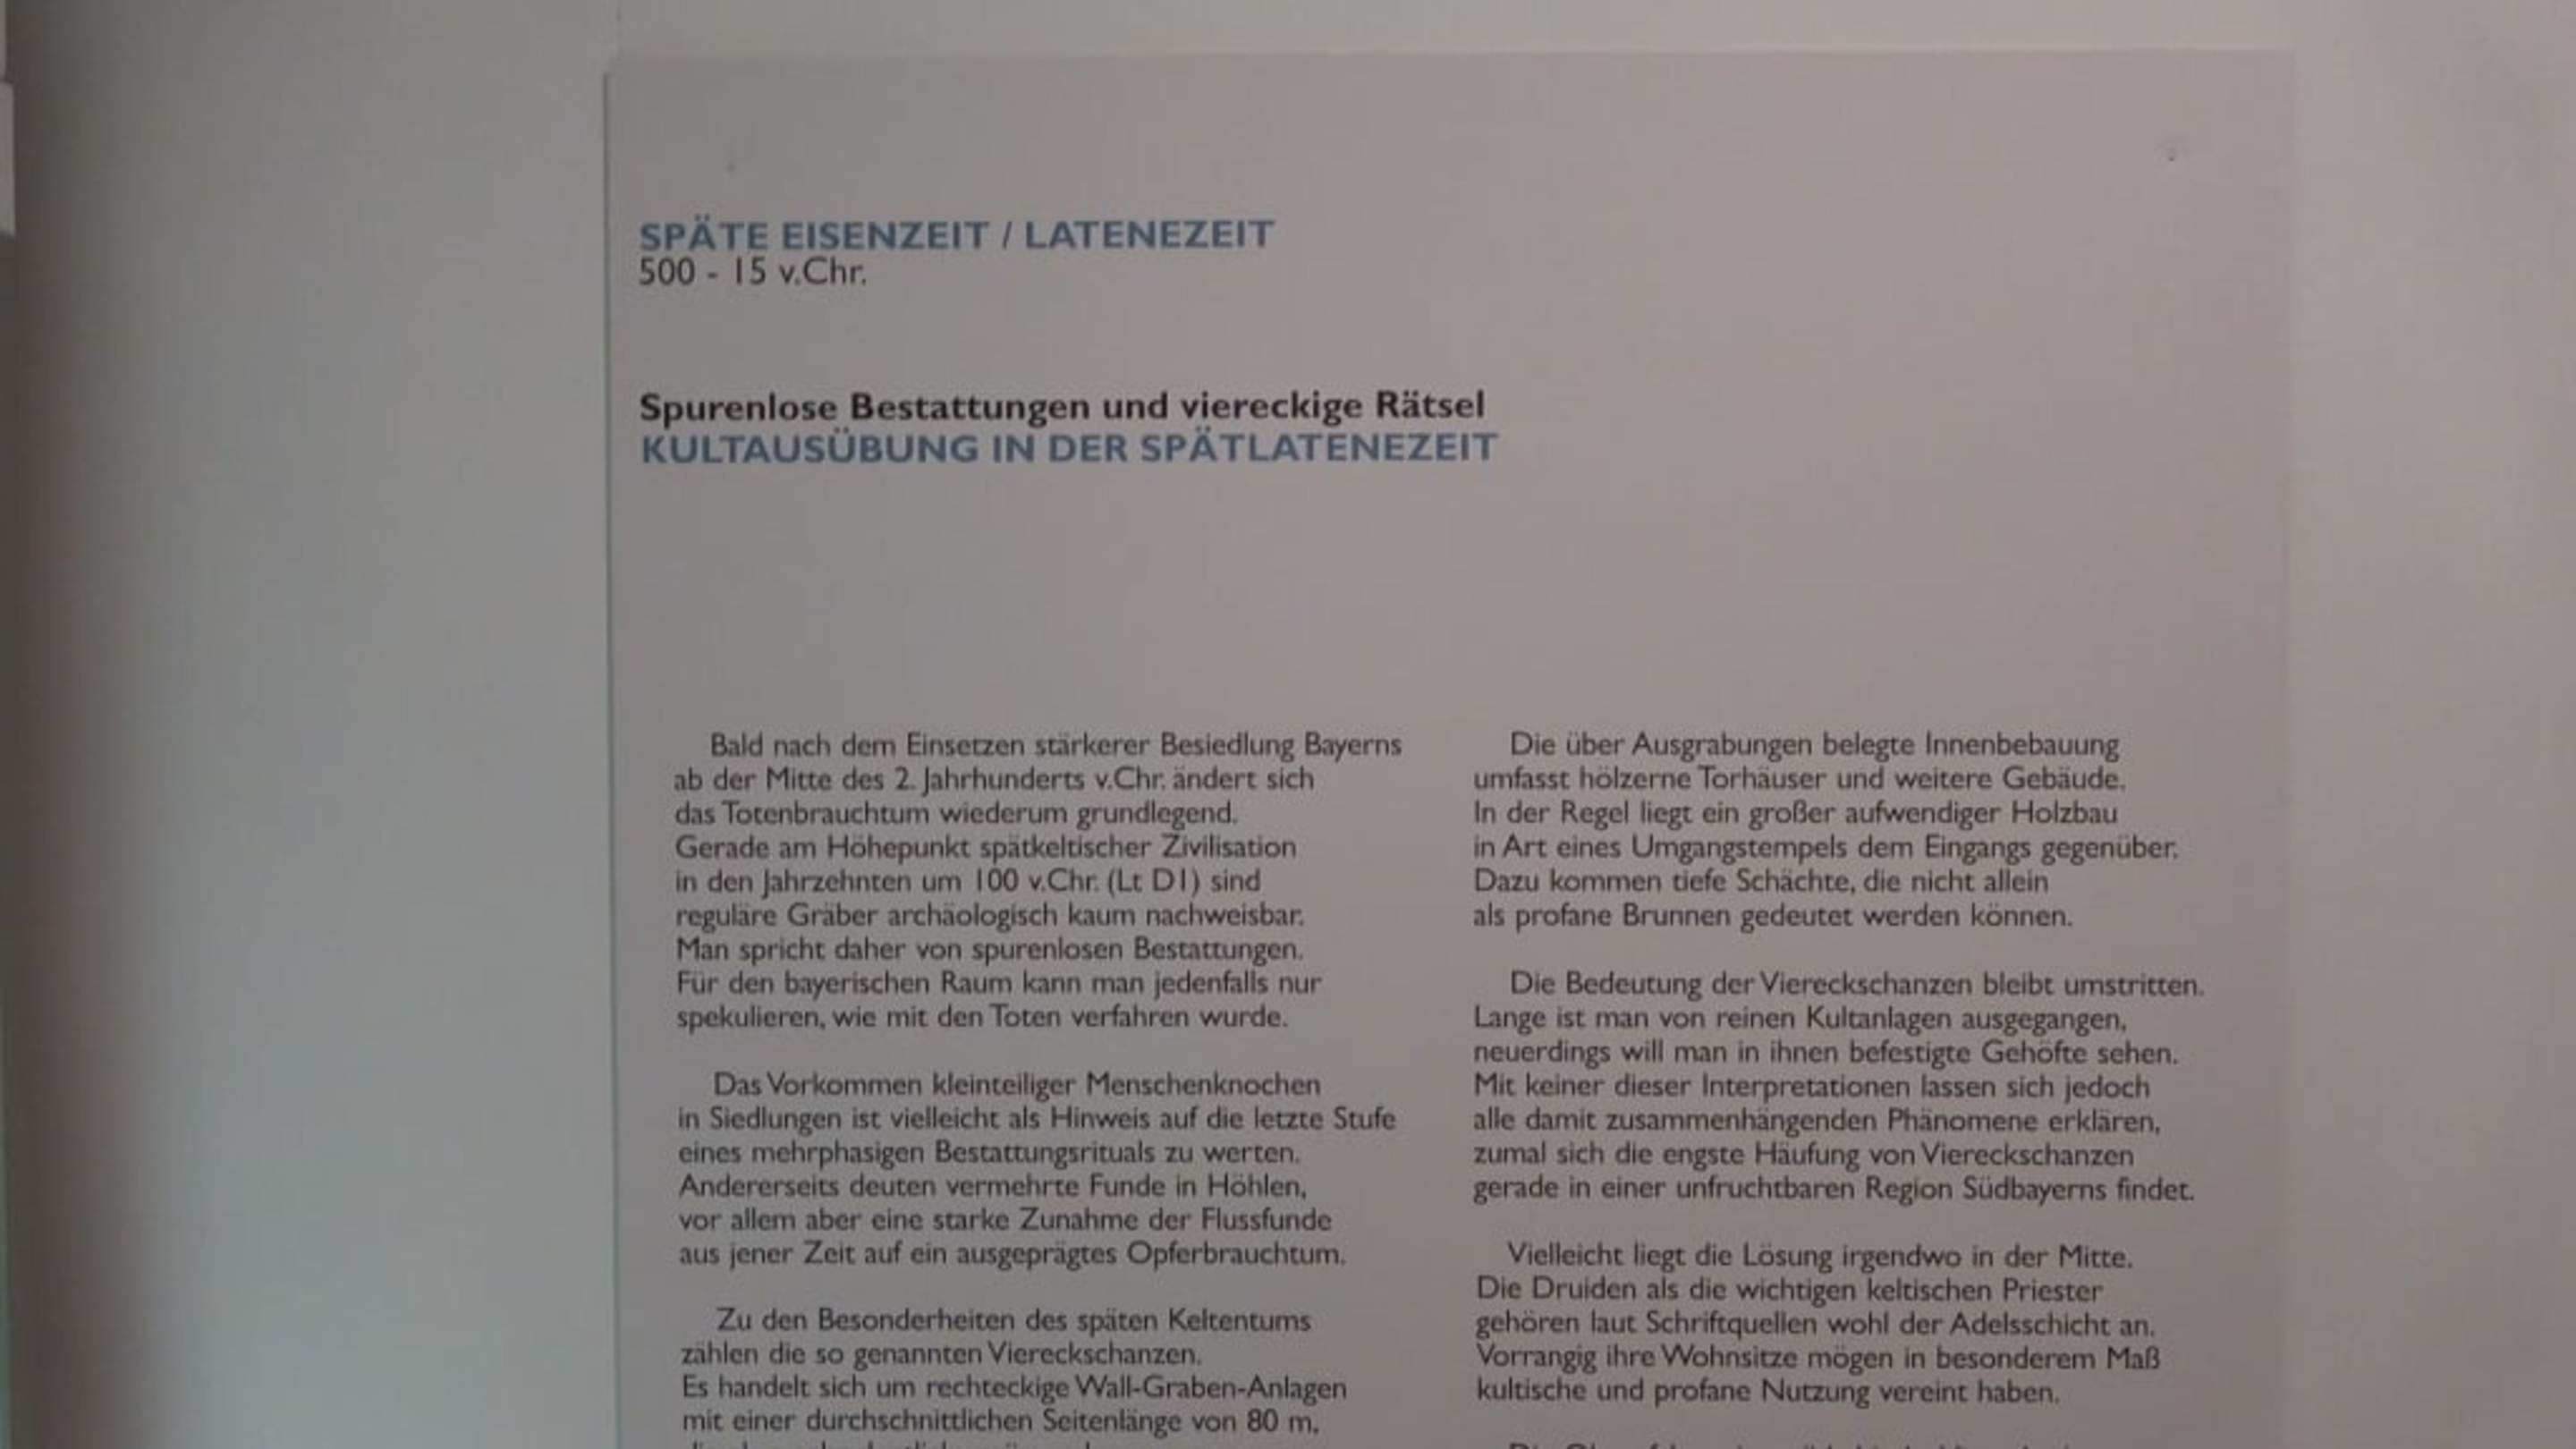 SPÄTE EISENZEIT / LATENEZEIT
500 - 15 v.Chr.
Spurenlose Bestattungen und viereckige Rätsel
KULTAUSÜBUNG IN DER SPÄTLATENEZEIT
Bald nach dem Einsetzen stärkerer Besiedlung Bayerns
ab der Mitte des 2. Jahrhunderts v.Chr. ändert sich
das Totenbrauchtum wiederum grundlegend.
Gerade am Höhepunkt spätkeltischer Zivilisation
in den Jahrzehnten um 100 v.Chr. (Lt D1) sind
reguläre Gräber archäologisch kaum nachweisbar.
Man spricht daher von spurenlosen Bestattungen.
Für den bayerischen Raum kann man jedenfalls nur
spekulieren, wie mit den Toten verfahren wurde.
Das Vorkommen kleinteiliger Menschenknochen
in Siedlungen ist vielleicht als Hinweis auf die letzte Stufe
eines mehrphasigen Bestattungsrituals zu werten.
Andererseits deuten vermehrte Funde in Höhlen,
vor allem aber eine starke Zunahme der Flussfunde
aus jener Zeit auf ein ausgeprägtes Opferbrauchtum.
Zu den Besonderheiten des späten Keltentums
zählen die so genannten Viereckschanzen.
Es handelt sich um rechteckige Wall-Graben-Anlagen
mit einer durchschnittlichen Seitenlänge von 80 m,
Die über Ausgrabungen belegte Innenbebauung
umfasst hölzerne Torhäuser und weitere Gebäude.
In der Regel liegt ein großer aufwendiger Holzbau
in Art eines Umgangstempels dem Eingangs gegenüber.
Dazu kommen tiefe Schächte, die nicht allein
als profane Brunnen gedeutet werden können.
Die Bedeutung der Viereckschanzen bleibt umstritten.
Lange ist man von reinen Kultanlagen ausgegangen,
neuerdings will man in ihnen befestigte Gehöfte sehen.
Mit keiner dieser Interpretationen lassen sich jedoch
alle damit zusammenhängenden Phänomene erklären,
zumal sich die engste Häufung von Viereckschanzen
gerade in einer unfruchtbaren Region Südbayerns findet.
Vielleicht liegt die Lösung irgendwo in der Mitte.
Die Druiden als die wichtigen keltischen Priester
gehören laut Schriftquellen wohl der Adelsschicht an.
Vorrangig ihre Wohnsitze mögen in besonderem Maß
kultische und profane Nutzung vereint haben.